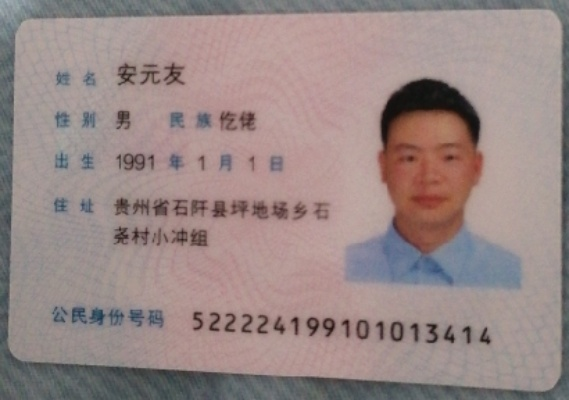 姓名 安元友
性别 男 民族 仡佬
出生 1991 年 1 月 1 日
住址 贵州省石阡县坪地场乡石
尧村小冲组
公民身份号码 522224199101013414